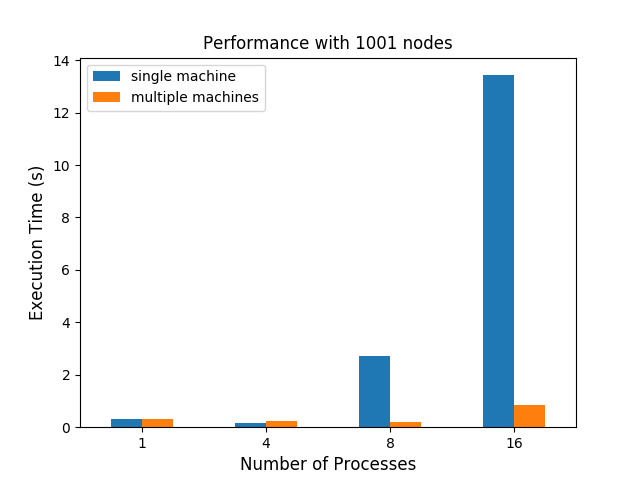 Performance with 1001 nodes
single machine
multiple machines
14
12
10
8
6
4
2
0
Execution Time (s)
1 4 8 16
Number of Processes